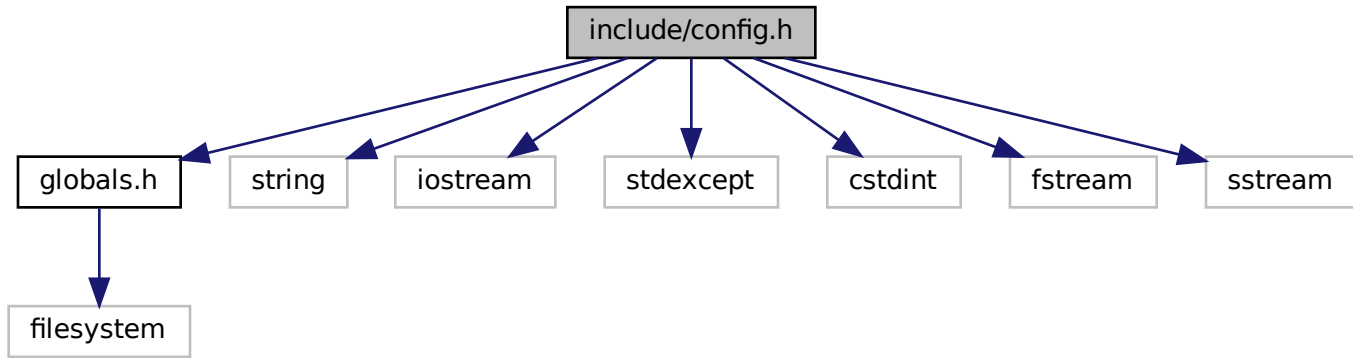 include/config.h
globals.h
string
iostream
stdexcept
cstdint
fstream
sstream
filesystem